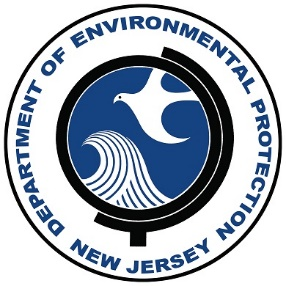 DEPARTMENT OF ENVIRONMENTAL PROTECTION
NEW JERSEY